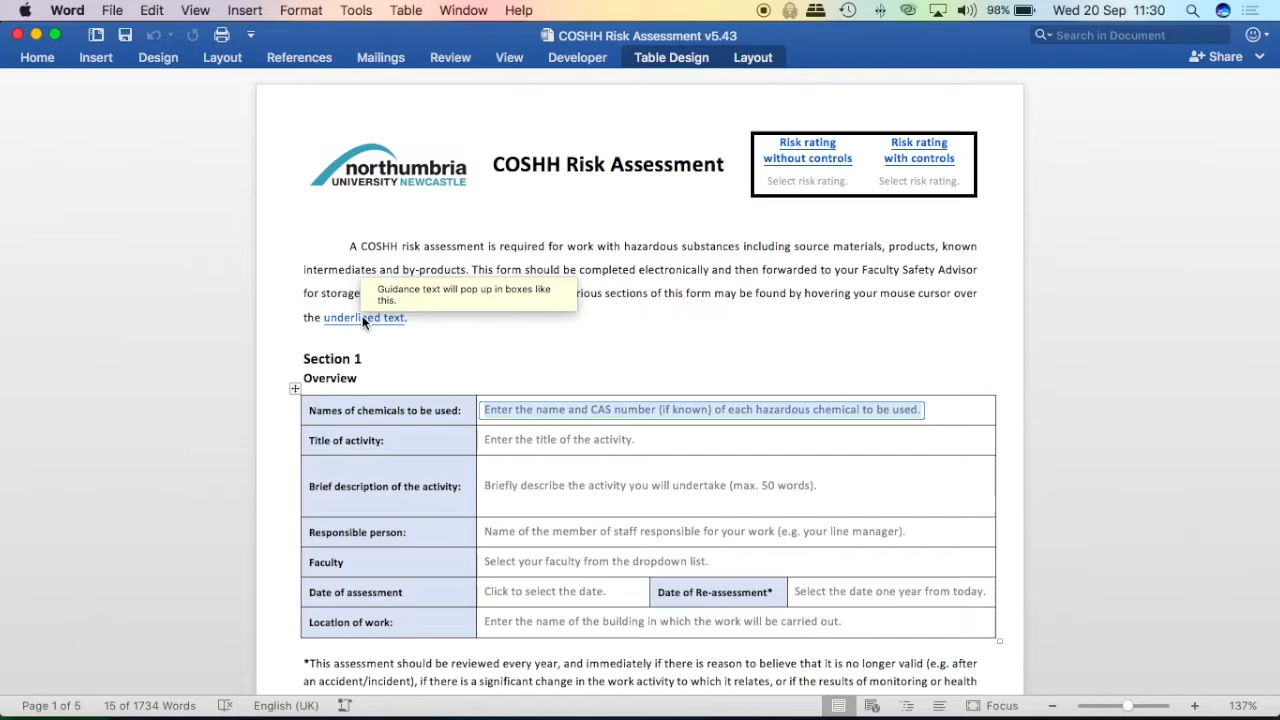 Word File Edit View Insert Format Tools Table Window Help 98% Wed 20 Sep 11:30
COSHH Risk Assessment v5.43
Search in Document
Home Insert Design Layout References Mailings Review View Developer Table Design Layout Share
northumbria
UNIVERSITY NEWCASTLE
COSHH Risk Assessment
Risk rating without controls
Select risk rating.
Risk rating with controls
Select risk rating.
A COSHH risk assessment is required for work with hazardous substances including source materials, products, known
intermediates and by-products. This form should be completed electronically and then forwarded to your Faculty Safety Advisor
for storage rious sections of this form may be found by hovering your mouse cursor over
Guidance text will pop up in boxes like
this.
the underlined text.
Section 1
Overview
Names of chemicals to be used: Enter the name and CAS number (if known) of each hazardous chemical to be used.
Title of activity: Enter the title of the activity.
Brief description of the activity: Briefly describe the activity you will undertake (max. 50 words).
Responsible person: Name of the member of staff responsible for your work (e.g. your line manager).
Faculty Select your faculty from the dropdown list.
Date of assessment Click to select the date. Date of Re-assessment* Select the date one year from today.
Location of work: Enter the name of the building in which the work will be carried out.
*This assessment should be reviewed every year, and immediately if there is reason to believe that it is no longer valid (e.g. after
an accident/incident), if there is a significant change in the work activity to which it relates, or if the results of monitoring or health
Page 1 of 5 15 of 1734 Words English (UK) Focus 137%